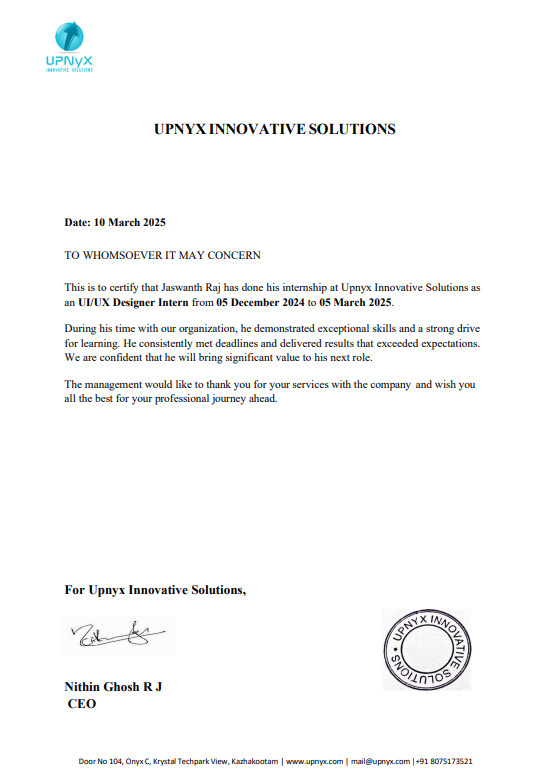 UPNyX
INNOVATIVE SOLUTIONS
UPNYX INNOVATIVE SOLUTIONS
Date: 10 March 2025
TO WHOMSOEVER IT MAY CONCERN
This is to certify that Jaswanth Raj has done his internship at Upnyx Innovative Solutions as
an UI/UX Designer Intern from 05 December 2024 to 05 March 2025.
During his time with our organization, he demonstrated exceptional skills and a strong drive
for learning. He consistently met deadlines and delivered results that exceeded expectations.
We are confident that he will bring significant value to his next role.
The management would like to thank you for your services with the company and wish you
all the best for your professional journey ahead.
For Upnyx Innovative Solutions,
UPNYX INNOVATIVE SOLUTIONS
Nithin Ghosh R J
CEO
Door No 104, Onyx C, Krystal Techpark View, Kazhakootam | www.upnyx.com | mail@upnyx.com |+91 8075173521